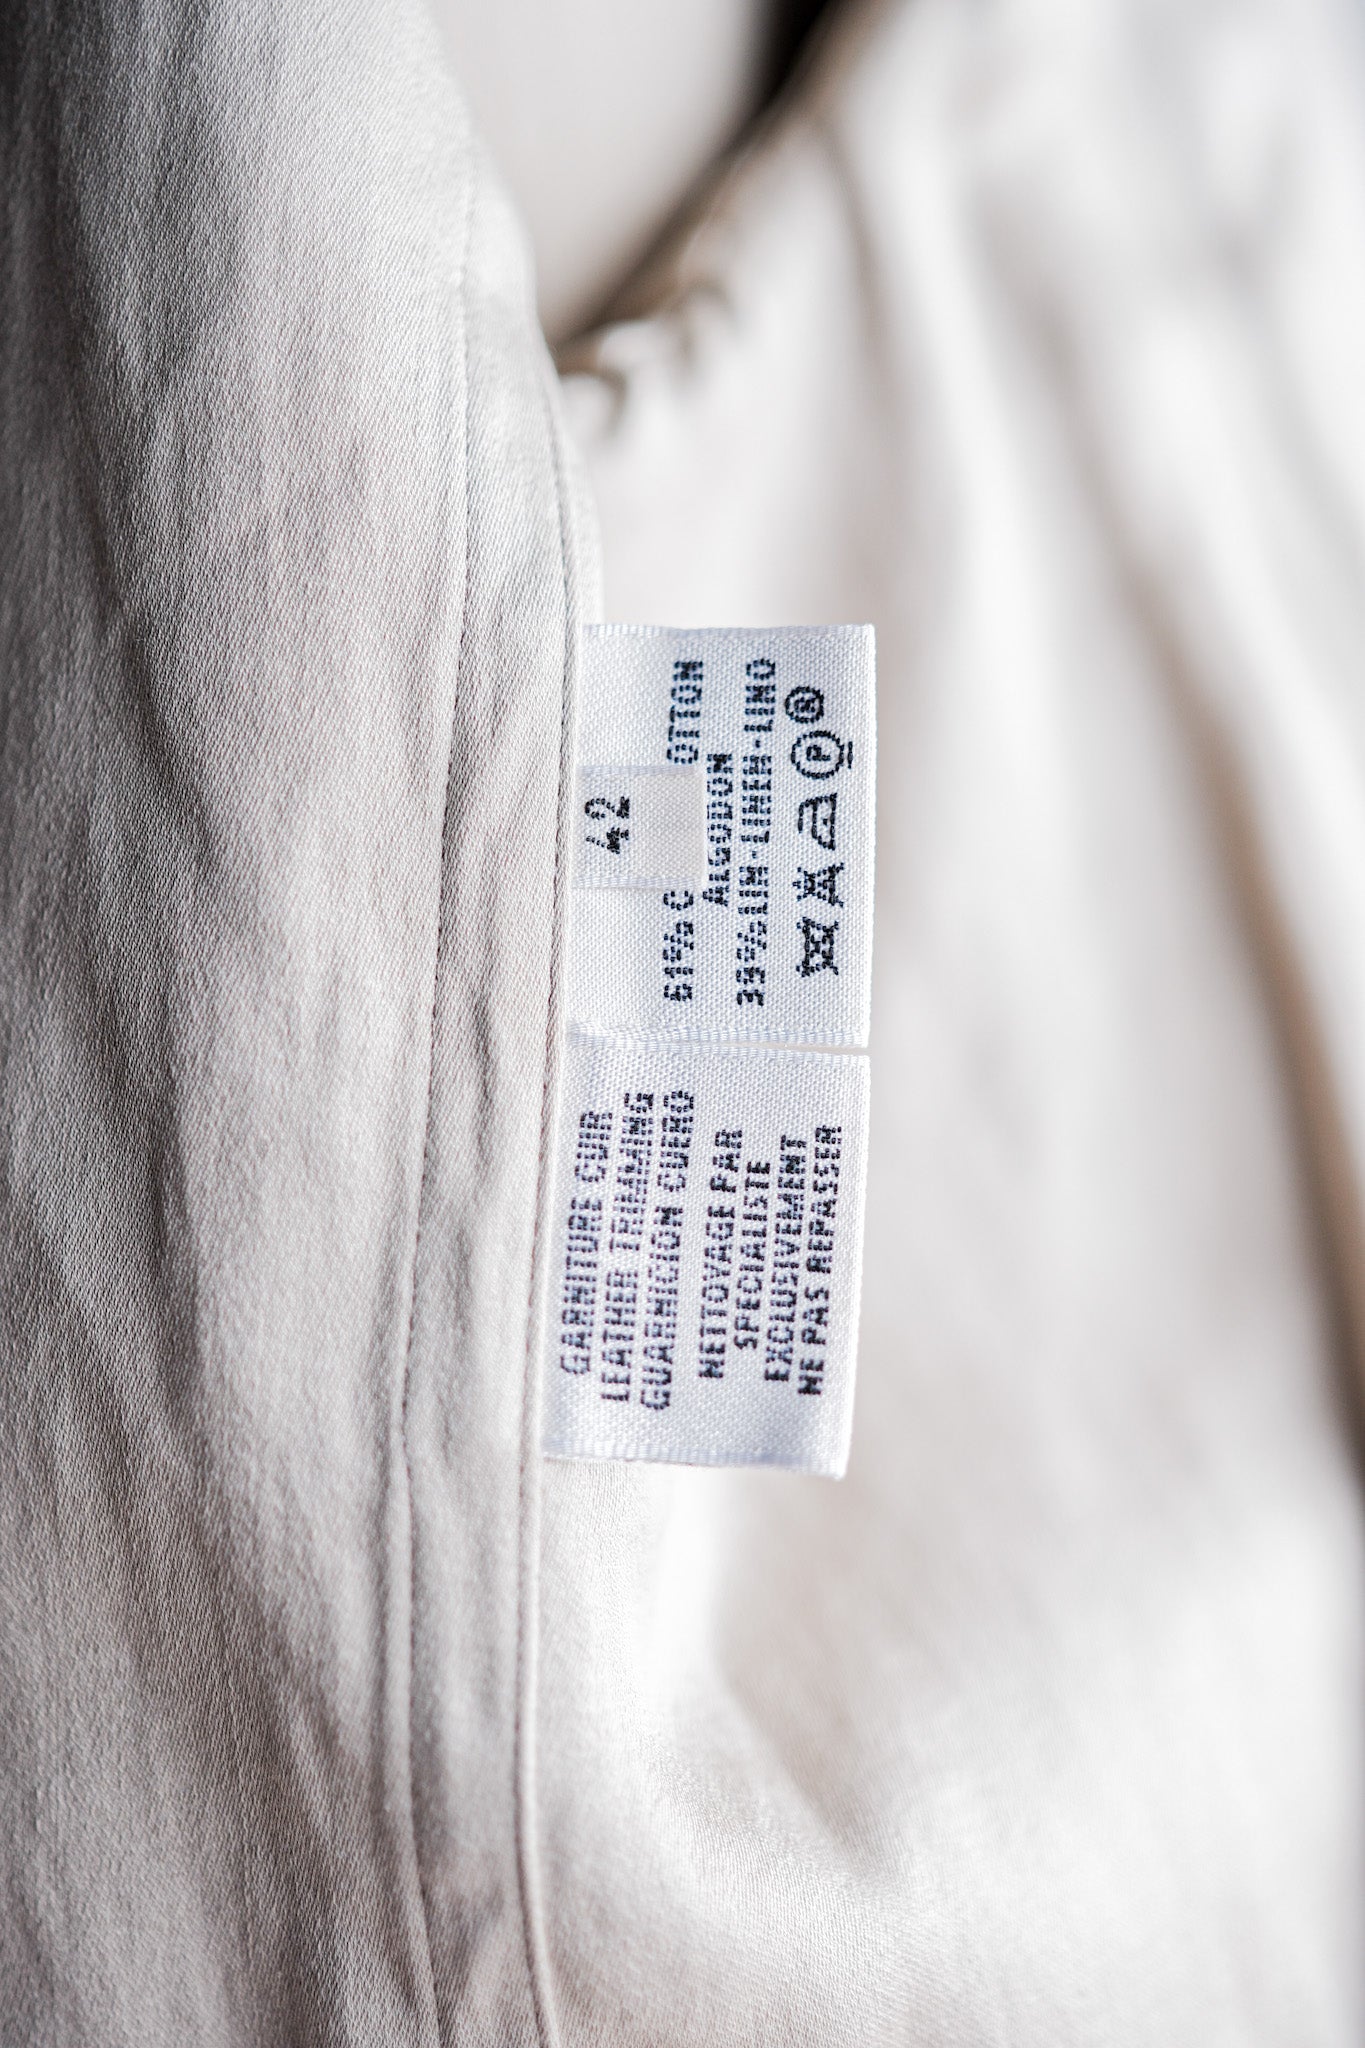 42
61% C OTTON
ALGODON
39% LIN-LINEN-LINO
P
GARNITURE CUIR
LEATHER TRIMMING
GUARNICION CUERO
NETTOYAGE PAR
SPECIALISTE
EXCLUSIVEMENT
NE PAS REPASSER